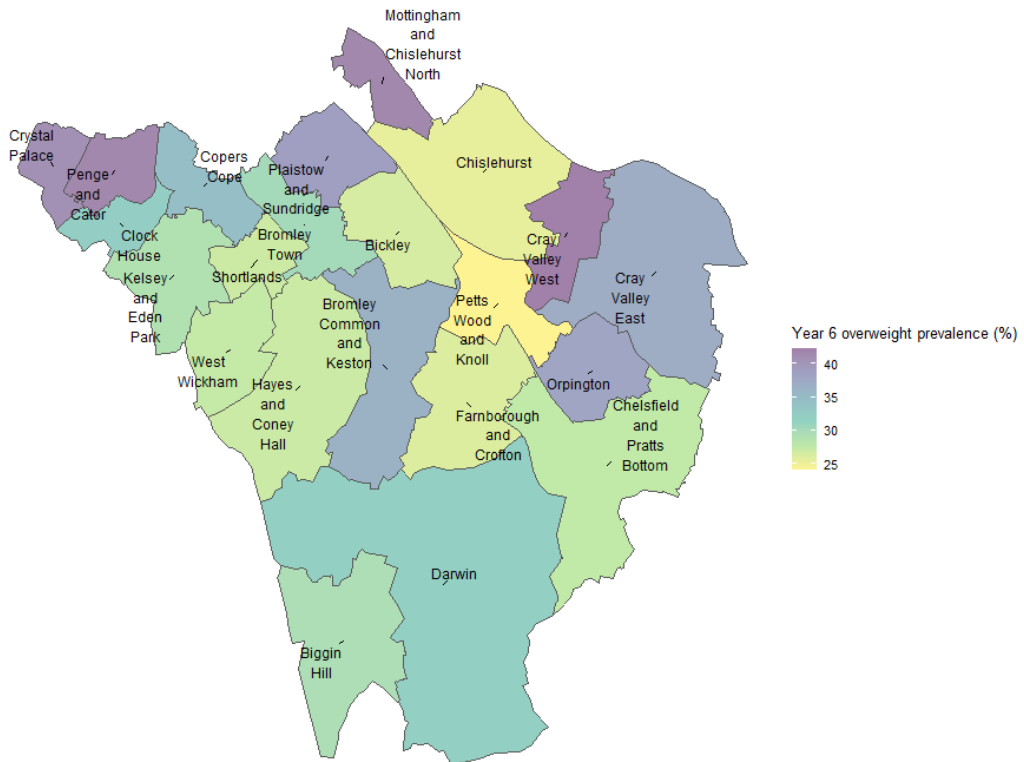 Mottingham
and
Chislehurst
North
Crystal
Palace
Penge
and
Cator
Copers
Cope
Plaistow
and
Sundridge
Chislehurst
Clock
House
Bromley
Town
Bickley
Shortlands
Kelsey
and
Eden
Park
Cray
Valley
West
Cray
Valley
East
Bromley
Common
and
Keston
Petts
Wood
and
Knoll
West
Wickham
Hayes
and
Coney
Hall
Orpington
Farnborough
and
Crofton
Chelsfield
and
Pratts
Bottom
Darwin
Biggin
Hill
Year 6 overweight prevalence (%)
40
35
30
25